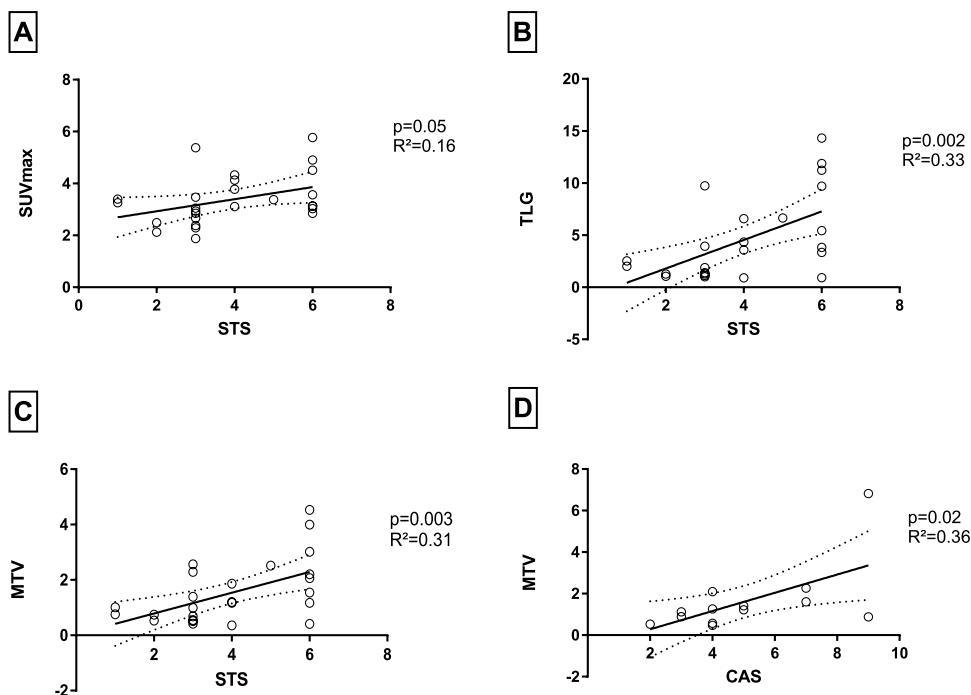 A
SUVmax
8
6
4
2
0
0 2 4 6 8
STS
p=0.05
R²=0.16
B
TLG
20
15
10
5
0
-5
2 4 6 8
STS
p=0.002
R²=0.33
C
MTV
6
4
2
0
-2
2 4 6 8
STS
p=0.003
R²=0.31
D
MTV
8
6
4
2
0
-2
2 4 6 8 10
CAS
p=0.02
R²=0.36